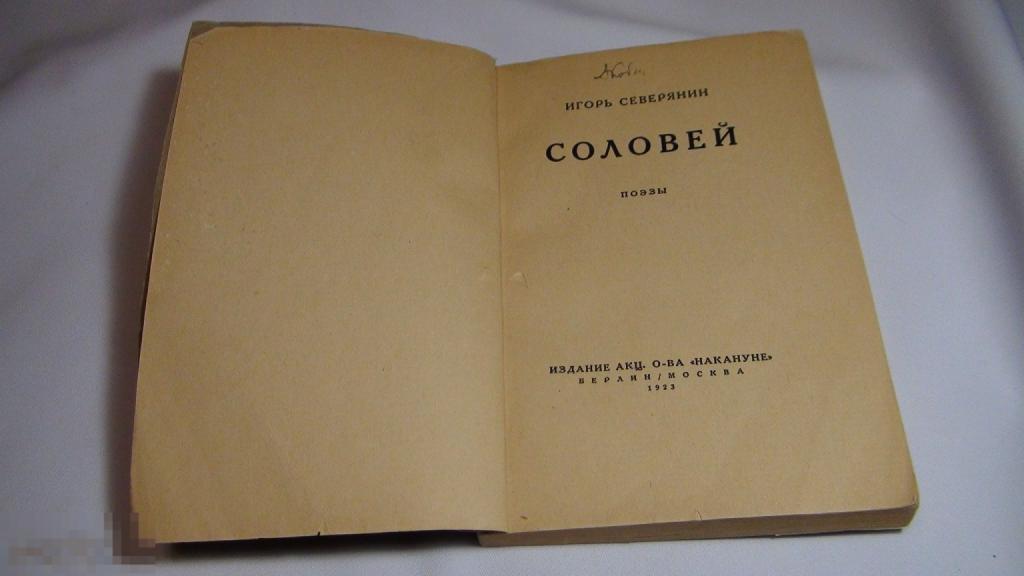 ИГОРЬ СЕВЕРЯНИН
СОЛОВЕЙ
ПОЭЗЫ
ИЗДАНИЕ АКЦ. О-ВА «НАКАНУНЕ»
БЕРЛИН/МОСКВА
1923